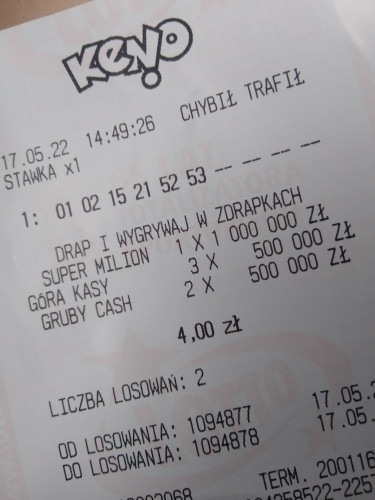 KENO
17.05.22 14:49:26 CHYBIŁ TRAFIŁ
STAWKA x1
1: 01 02 15 21 52 53 -- -- -- --
DRAP I WYGRYWAJ W ZDRAPKACH
SUPER MILION 1 X 1 000 000 ZŁ
GÓRA KASY 3 X 500 000 ZŁ
GRUBY CASH 2 X 500 000 ZŁ
4,00 zł
LICZBA LOSOWAŃ: 2
OD LOSOWANIA: 1094877 17.05.2
DO LOSOWANIA: 1094878 17.05.
TERM. 200116